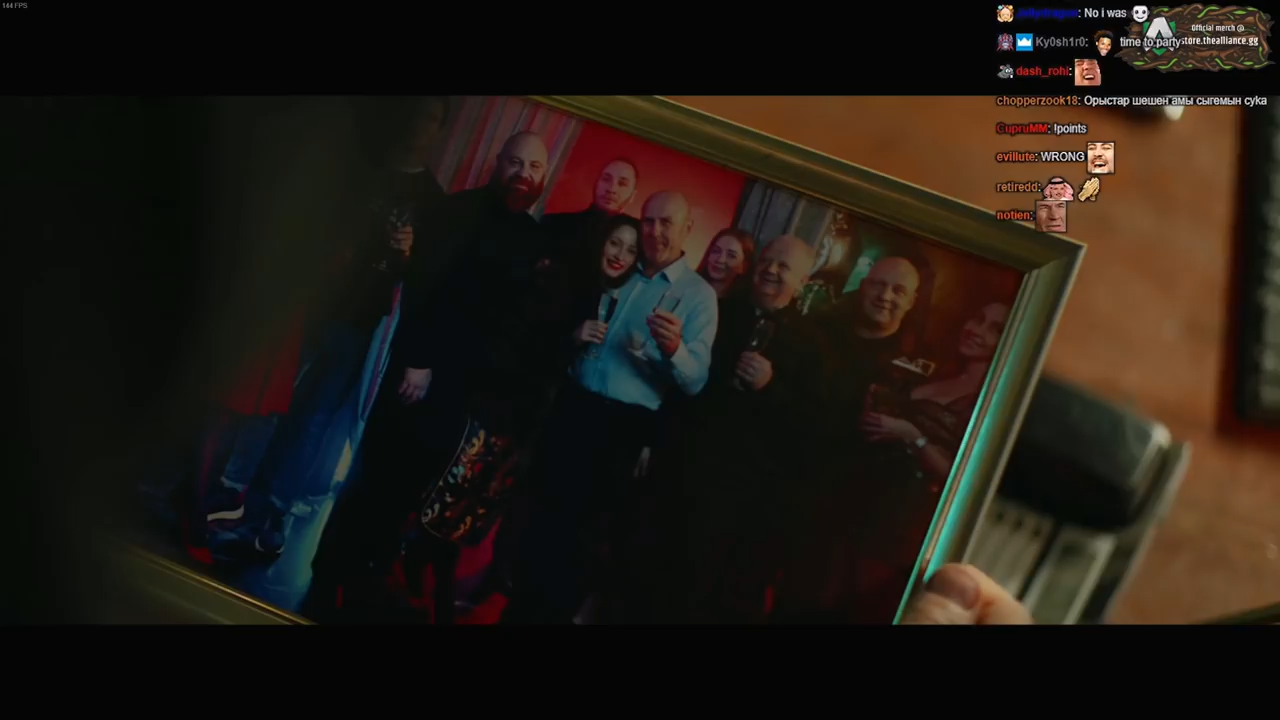 144 FPS
: No i was
Official merch @
Ky0sh1r0: time to party
store.thealliance.gg
dash_rohi:
chopperzook18: Орыстар шешен амы сыгемын сука
CupruMM: !points
evillute: WRONG
retiredd:
notien: